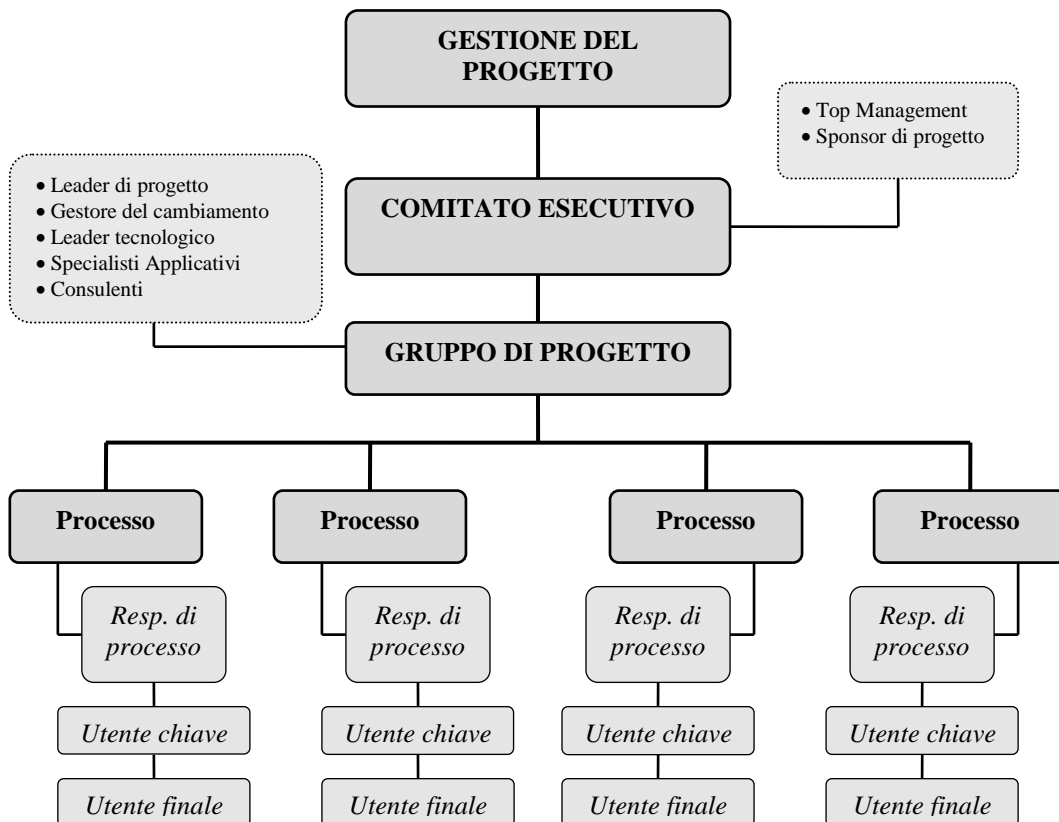 GESTIONE DEL
PROGETTO
• Top Management
• Sponsor di progetto
• Leader di progetto
• Gestore del cambiamento
• Leader tecnologico
• Specialisti Applicativi
• Consulenti
COMITATO ESECUTIVO
GRUPPO DI PROGETTO
Processo
Processo
Processo
Processo
Resp. di
processo
Resp. di
processo
Resp. di
processo
Resp. di
processo
Utente chiave
Utente chiave
Utente chiave
Utente chiave
Utente finale
Utente finale
Utente finale
Utente finale